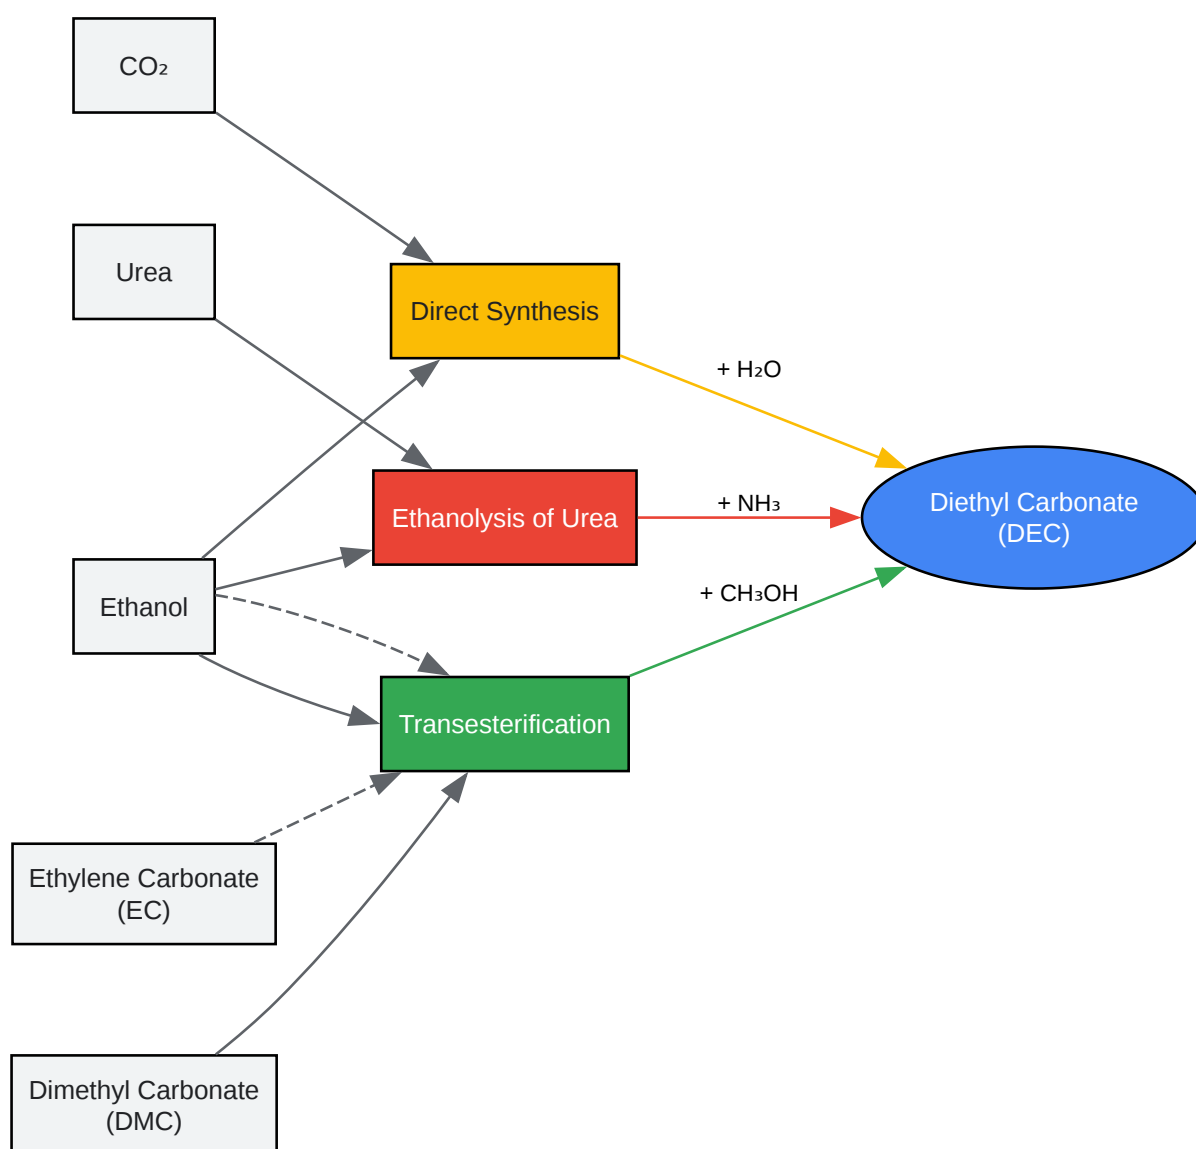 CO₂
Urea
Direct Synthesis
+ H₂O
Ethanolysis of Urea
+ NH₃
Diethyl Carbonate
(DEC)
Ethanol
+ CH₃OH
Transesterification
Ethylene Carbonate
(EC)
Dimethyl Carbonate
(DMC)